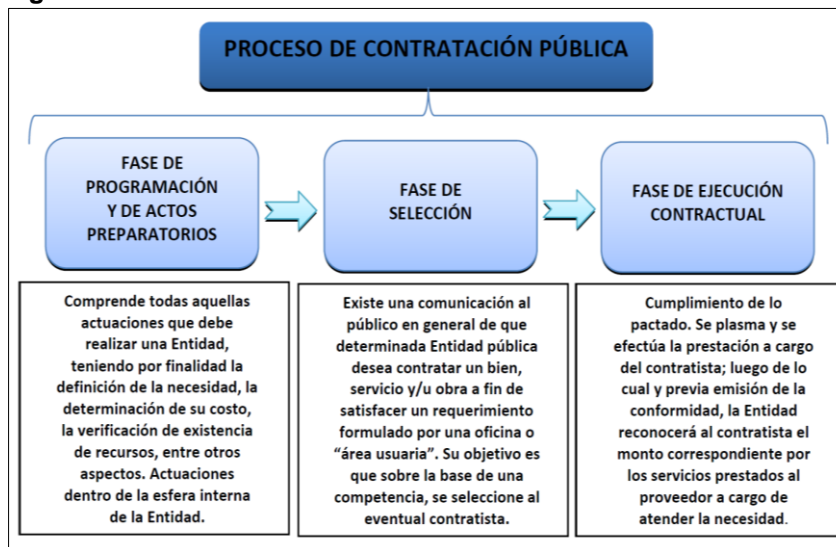 PROCESO DE CONTRATACIÓN PÚBLICA
FASE DE
PROGRAMACIÓN
Y DE ACTOS
PREPARATORIOS
FASE DE
SELECCIÓN
FASE DE EJECUCIÓN
CONTRACTUAL
Comprende todas aquellas
actuaciones que debe
realizar una Entidad,
teniendo por finalidad la
definición de la necesidad, la
determinación de su costo,
la verificación de existencia
de recursos, entre otros
aspectos. Actuaciones
dentro de la esfera interna
de la Entidad.
Existe una comunicación al
público en general de que
determinada Entidad pública
desea contratar un bien,
servicio y/u obra a fin de
satisfacer un requerimiento
formulado por una oficina o
“área usuaria”. Su objetivo es
que sobre la base de una
competencia, se seleccione al
eventual contratista.
Cumplimiento de lo
pactado. Se plasma y se
efectúa la prestación a cargo
del contratista; luego de lo
cual y previa emisión de la
conformidad, la Entidad
reconocerá al contratista el
monto correspondiente por
los servicios prestados al
proveedor a cargo de
atender la necesidad.